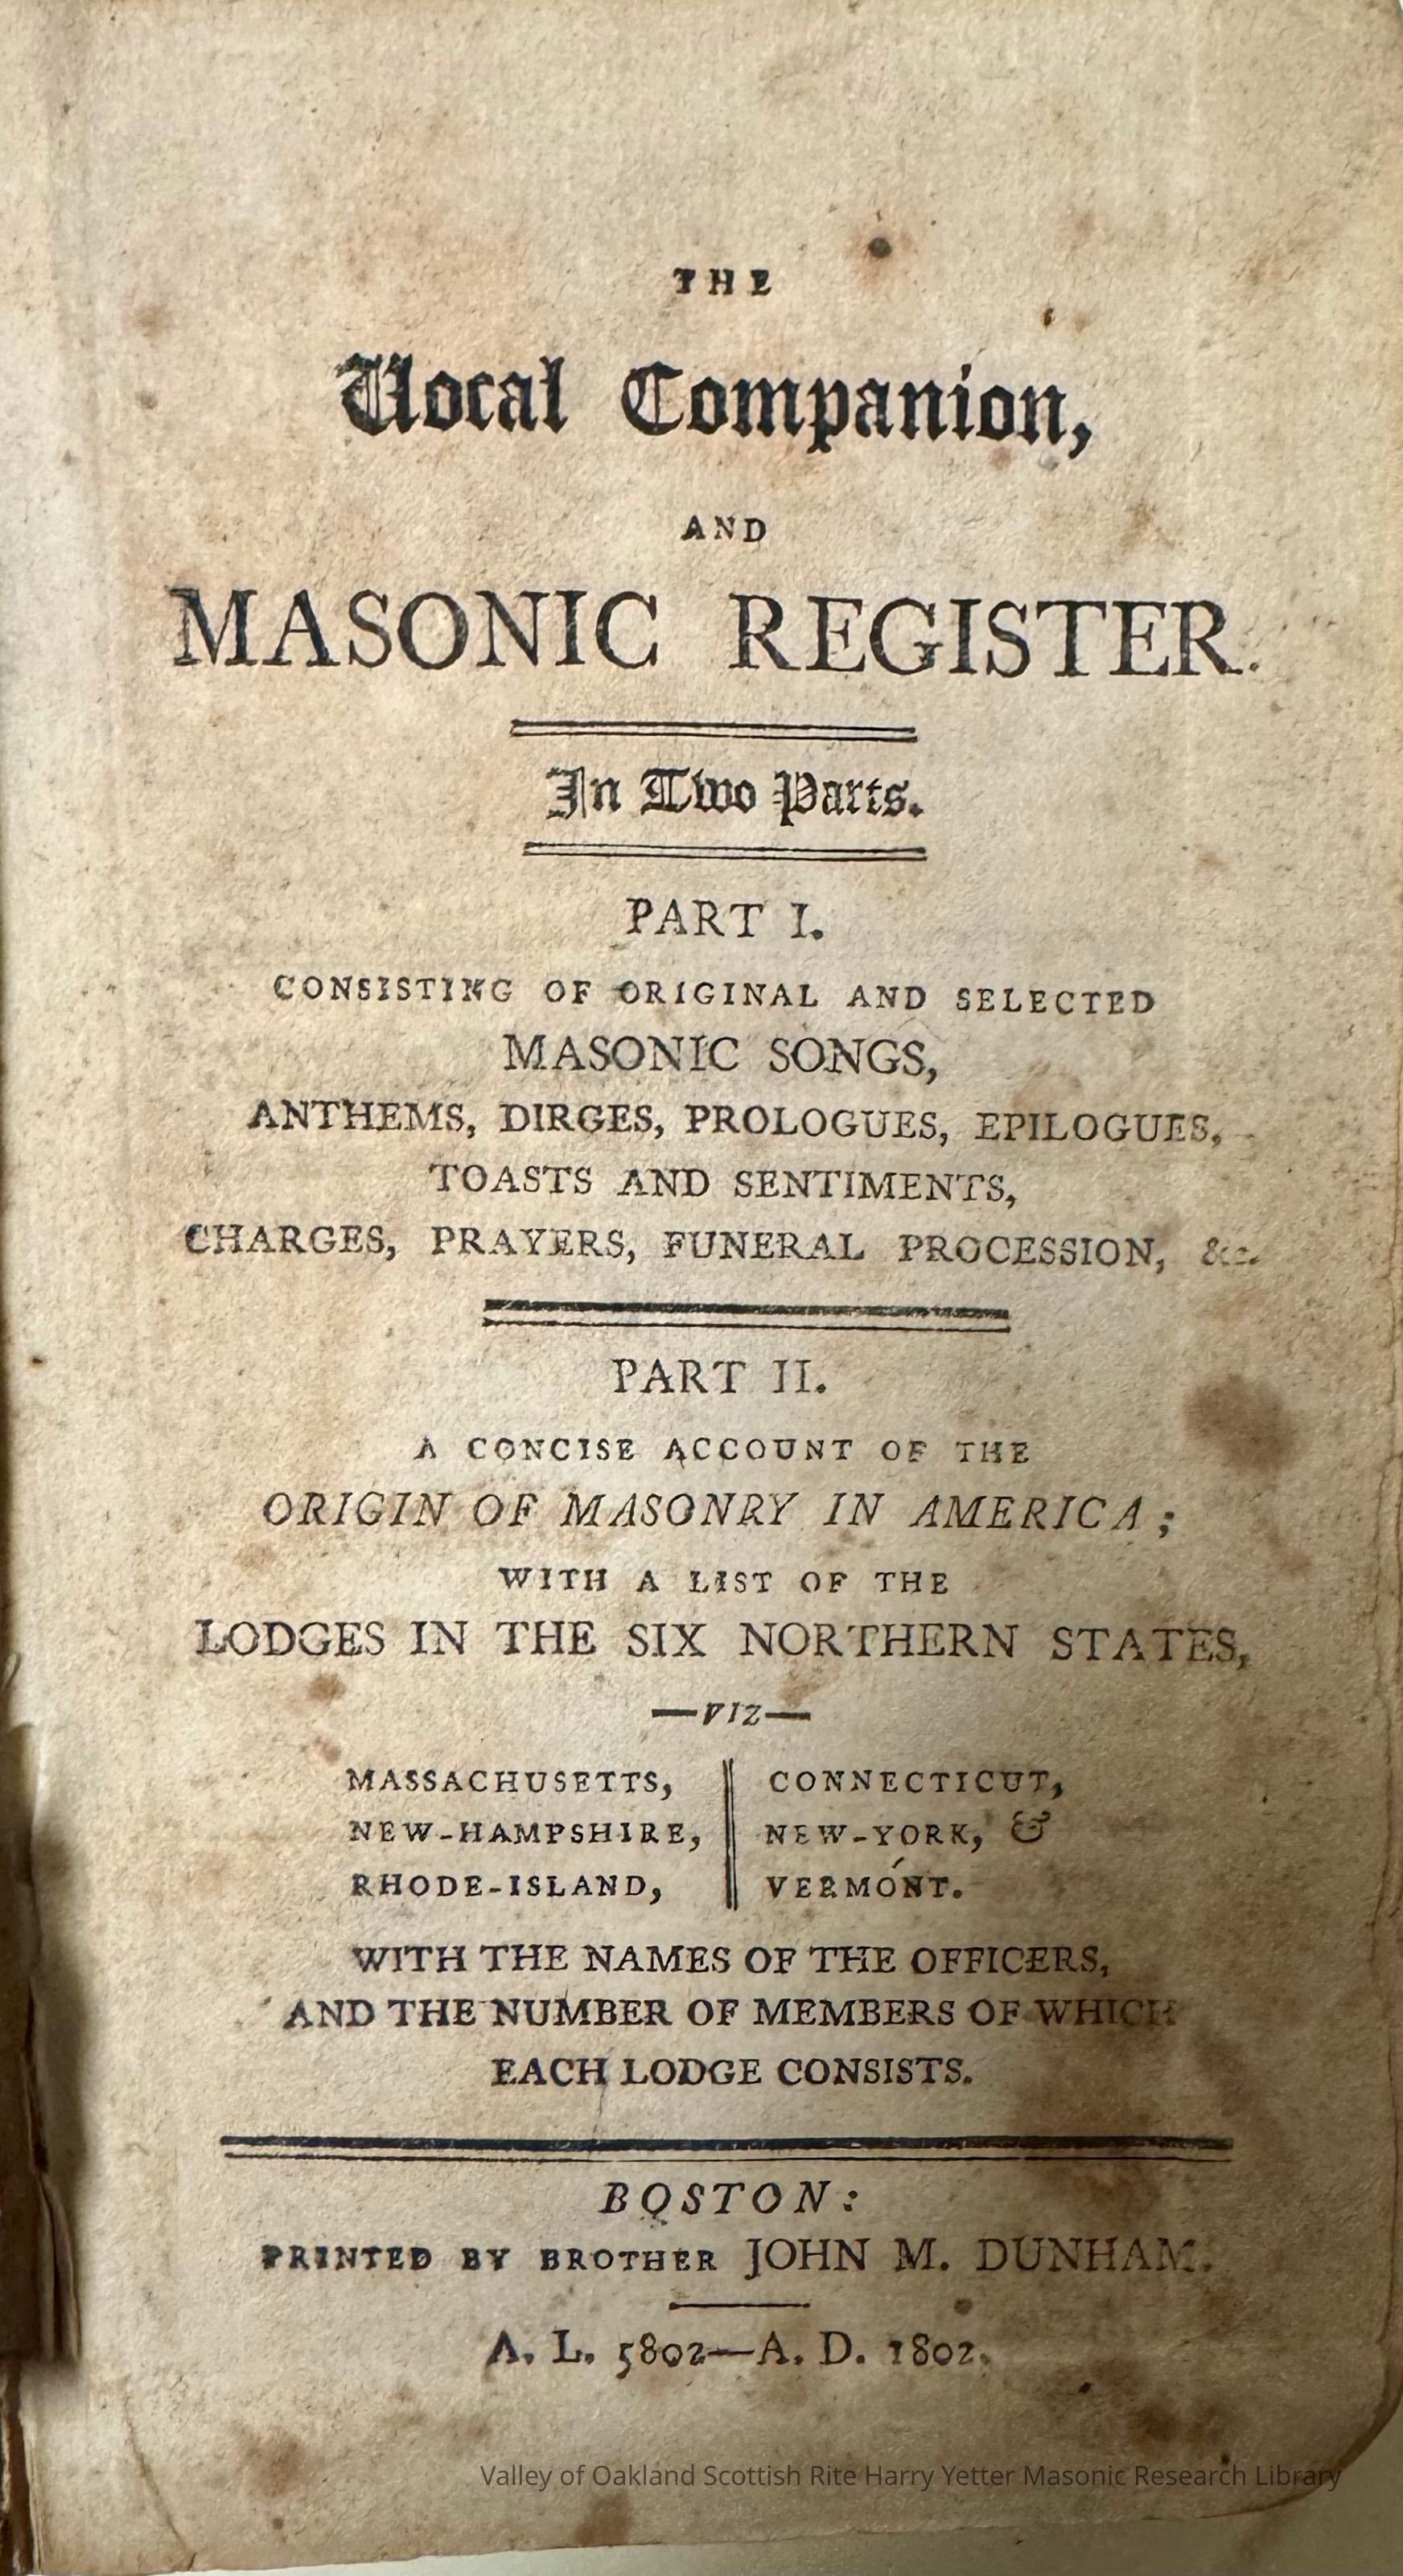 THE
Vocal Companion,
AND
MASONIC REGISTER.
In Two Parts.
PART I.
CONSISTING OF ORIGINAL AND SELECTED
MASONIC SONGS,
ANTHEMS, DIRGES, PROLOGUES, EPILOGUES,
TOASTS AND SENTIMENTS,
CHARGES, PRAYERS, FUNERAL PROCESSION, &c.
PART II.
A CONCISE ACCOUNT OF THE
ORIGIN OF MASONRY IN AMERICA;
WITH A LIST OF THE
LODGES IN THE SIX NORTHERN STATES,
—VIZ—
MASSACHUSETTS,
NEW-HAMPSHIRE,
RHODE-ISLAND,
CONNECTICUT,
NEW-YORK, &
VERMONT.
WITH THE NAMES OF THE OFFICERS,
AND THE NUMBER OF MEMBERS OF WHICH
EACH LODGE CONSISTS.
BOSTON:
PRINTED BY BROTHER JOHN M. DUNHAM.
A. L. 5802—A. D. 1802.
Valley of Oakland Scottish Rite Harry Yetter Masonic Research Library